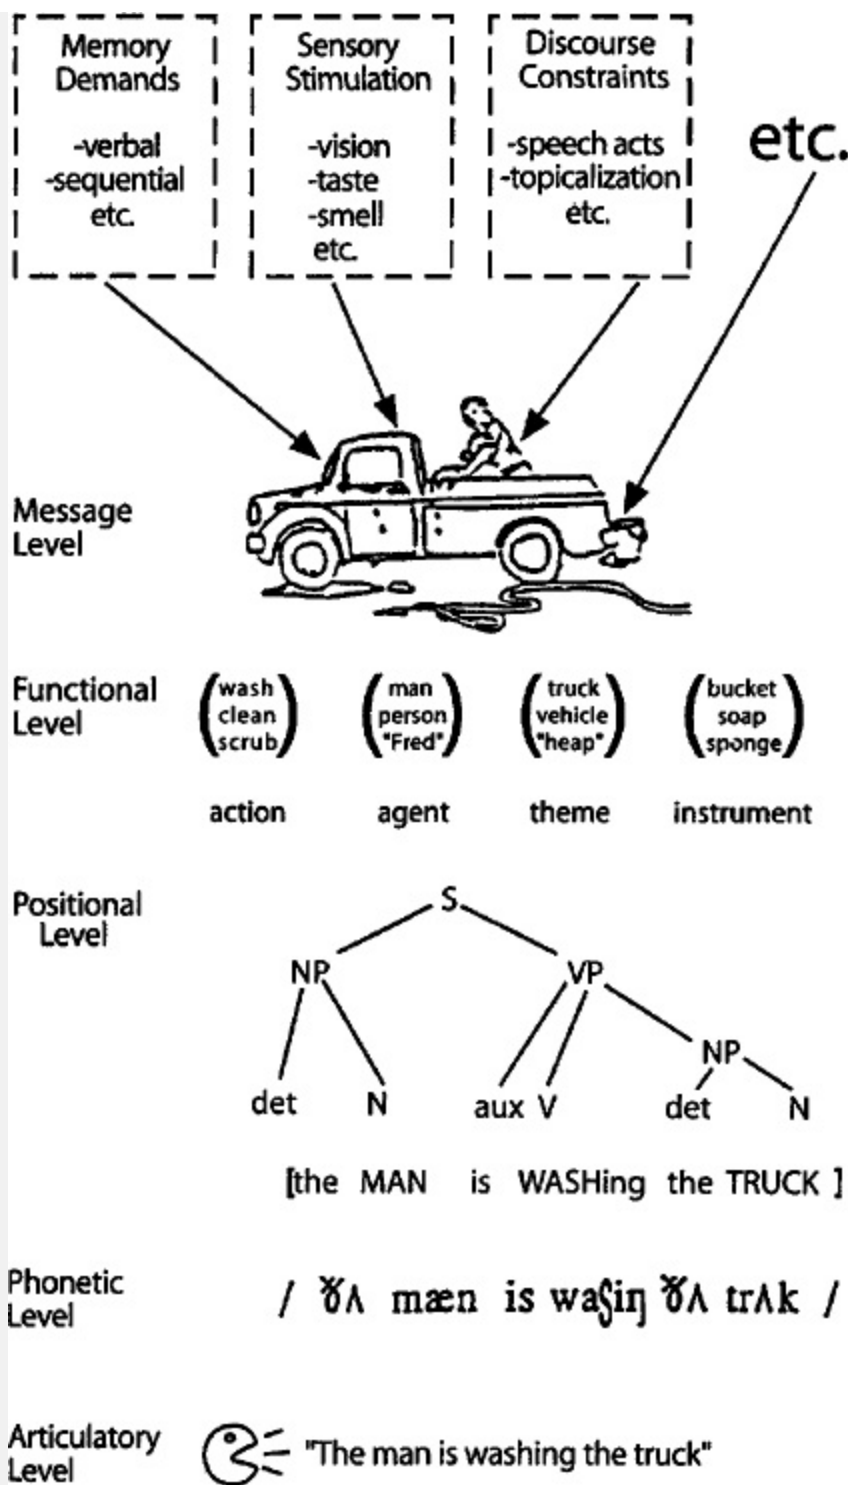 Memory
Demands
-verbal
-sequential
etc.
Sensory
Stimulation
-vision
-taste
-smell
etc.
Discourse
Constraints
-speech acts
-topicalization
etc.
etc.
Message
Level
Functional
Level
(wash
clean
scrub)
(man
person
"Fred")
(truck
vehicle
"heap")
(bucket
soap
sponge)
action agent theme instrument
Positional
Level
S
NP VP
NP
det N aux V det N
[the MAN is WASHing the TRUCK ]
Phonetic
Level
/ ðʌ mæn is waʃiŋ ðʌ trʌk /
Articulatory
Level
"The man is washing the truck"